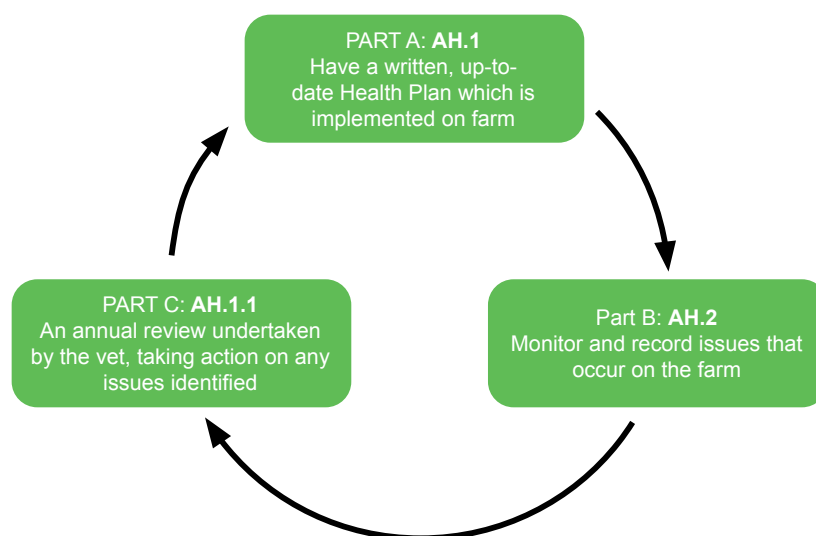 PART A: AH.1
Have a written, up-to-
date Health Plan which is
implemented on farm
Part B: AH.2
Monitor and record issues that
occur on the farm
PART C: AH.1.1
An annual review undertaken
by the vet, taking action on any
issues identified